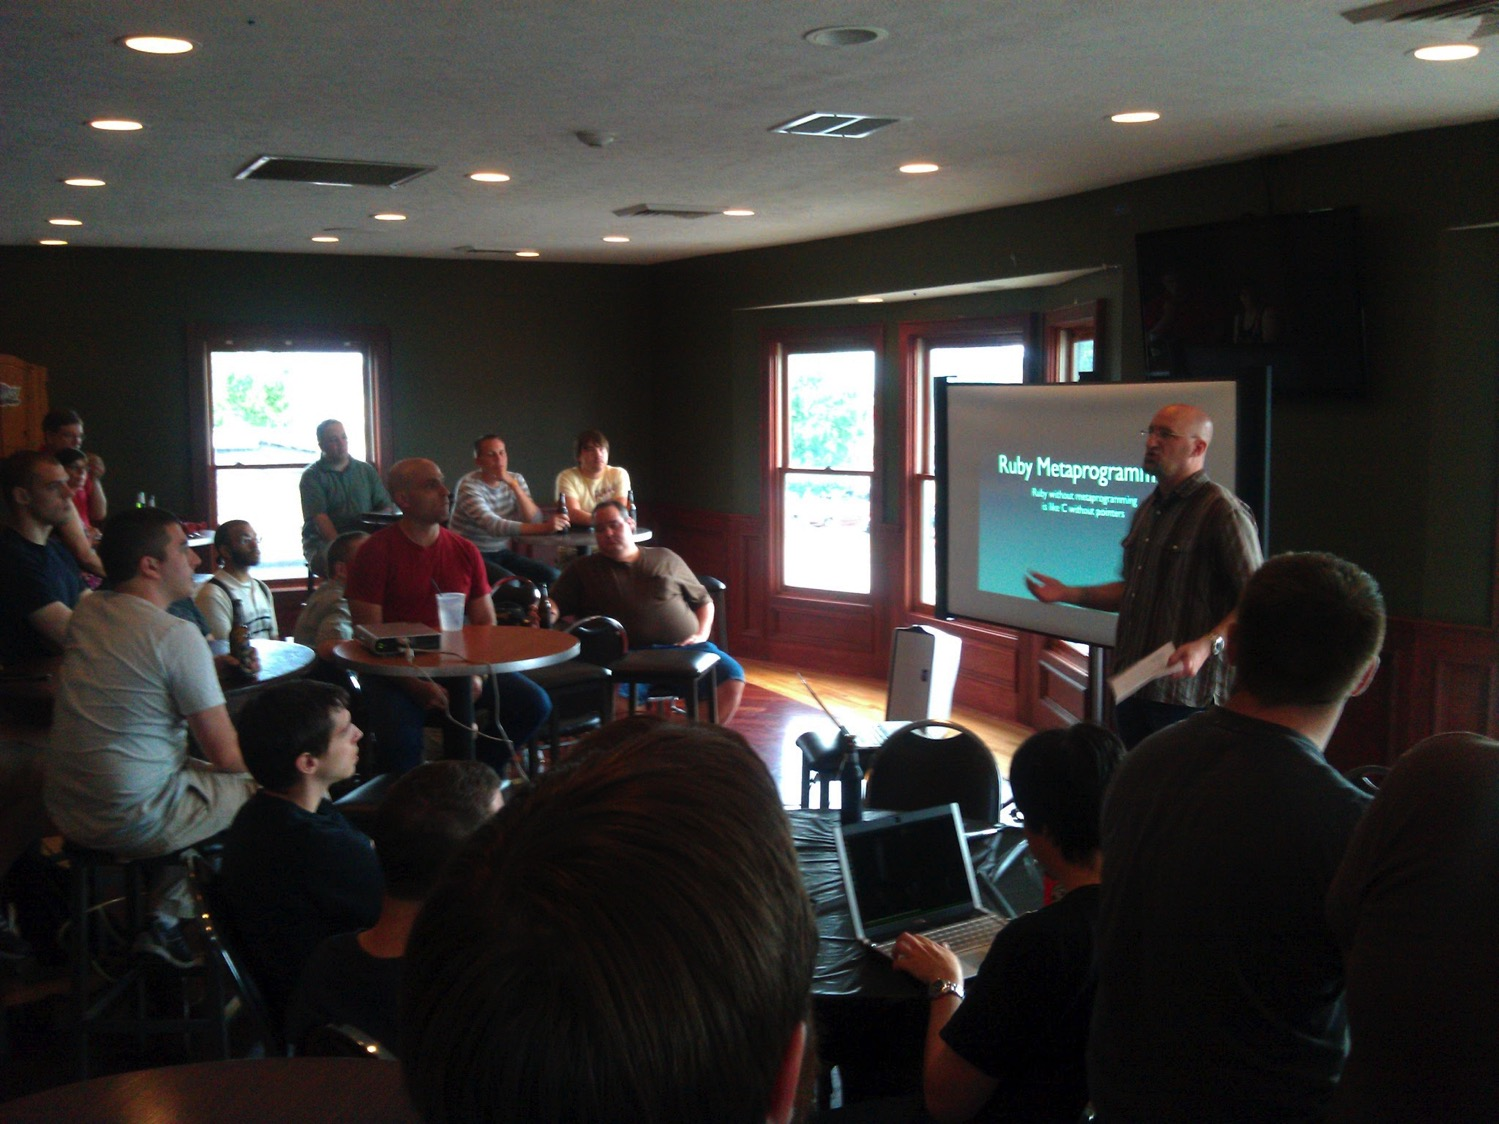 Ruby Metaprogramm
Ruby without metaprogramming
is like C without pointers